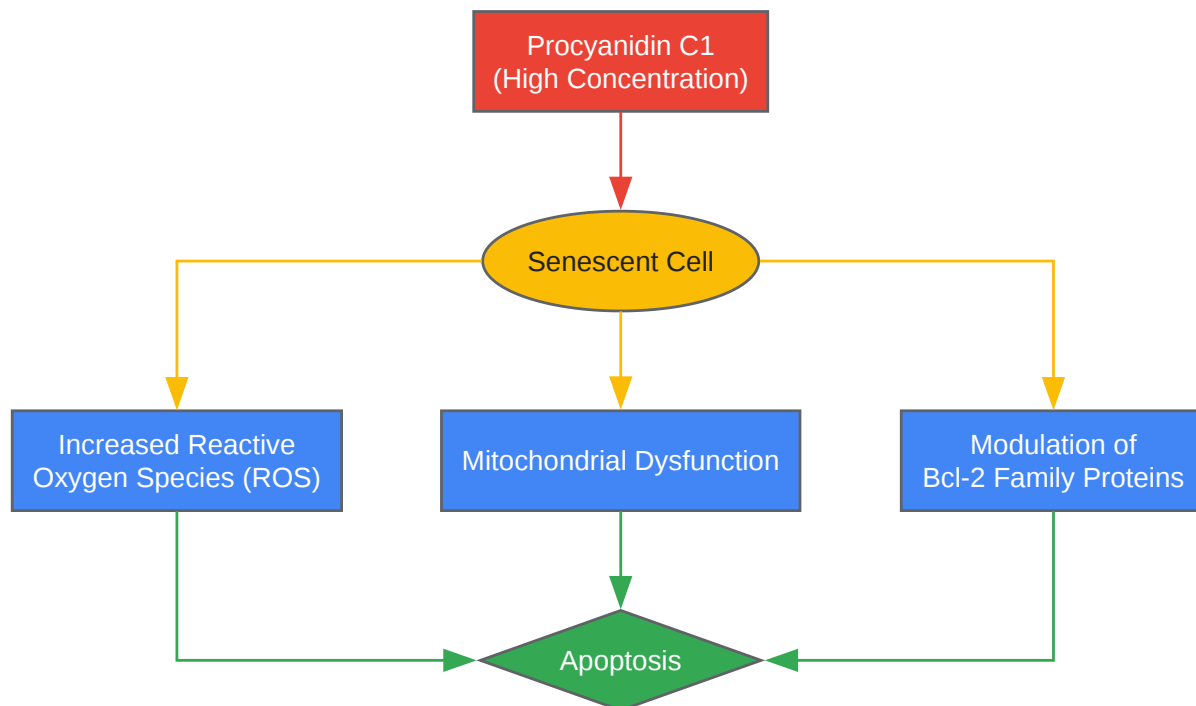 Procyanidin C1
(High Concentration)
Senescent Cell
Increased Reactive
Oxygen Species (ROS)
Mitochondrial Dysfunction
Modulation of
Bcl-2 Family Proteins
Apoptosis